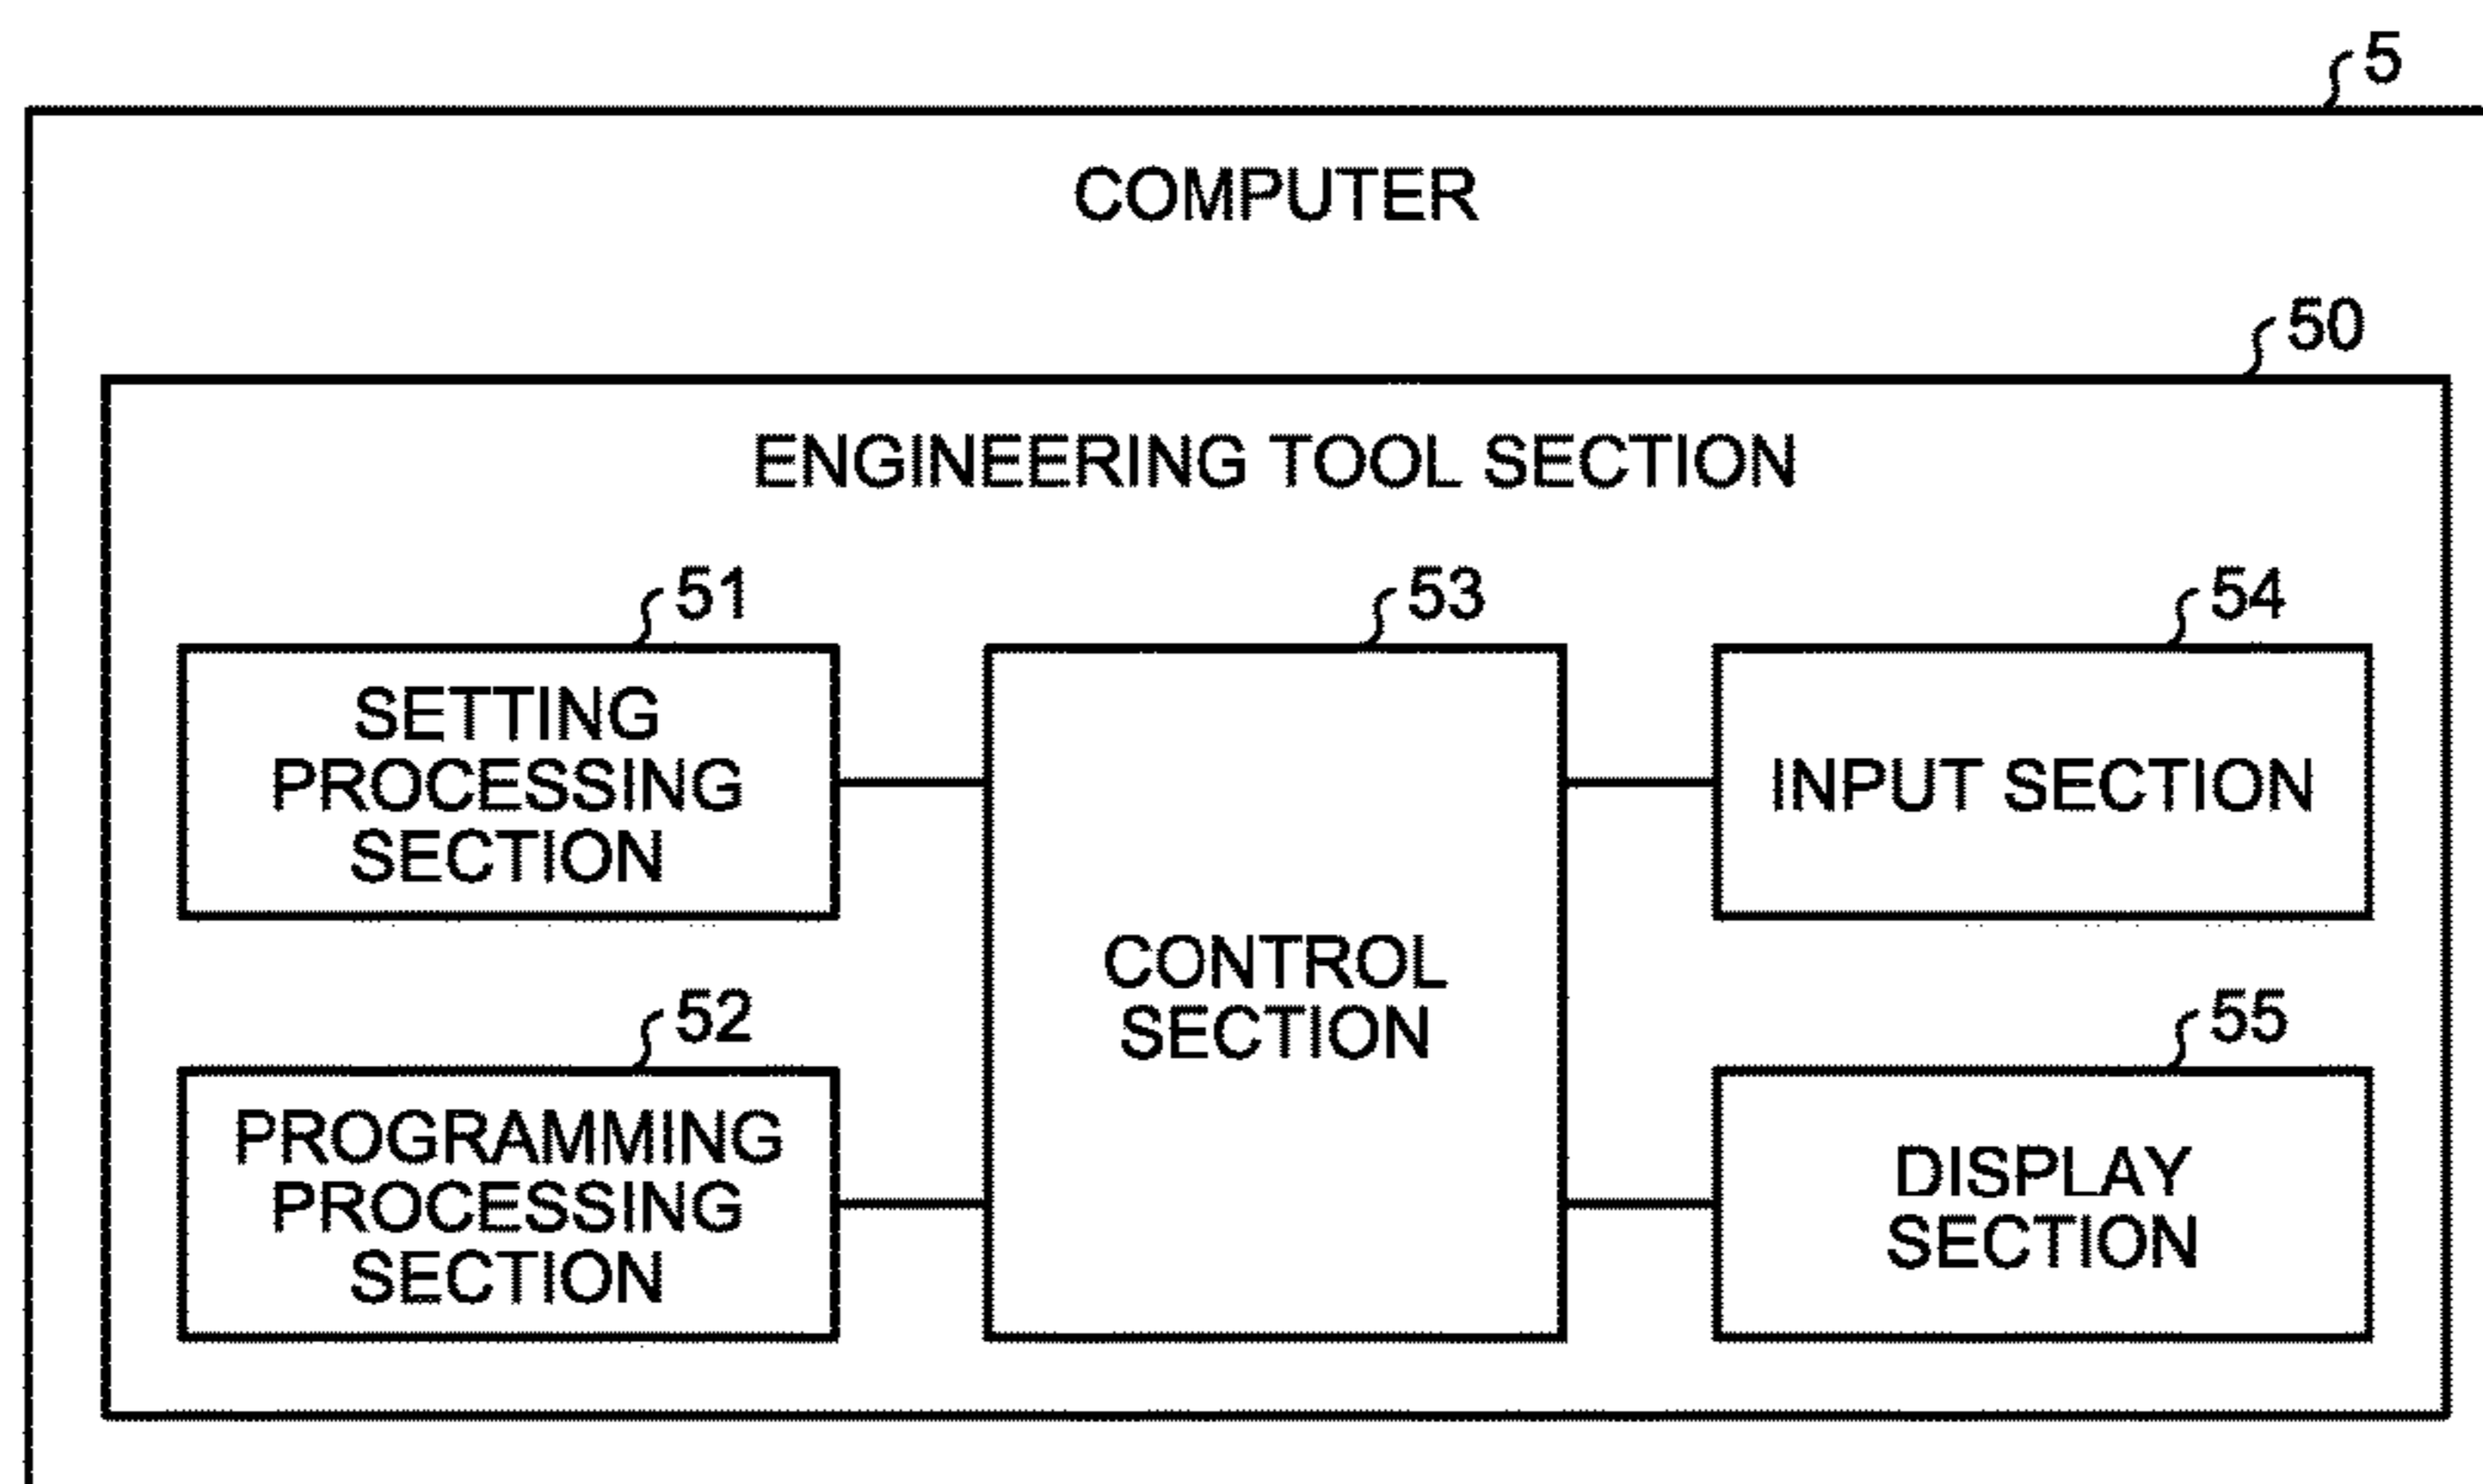 5
COMPUTER
50
ENGINEERING TOOL SECTION
51
53
54
SETTING
PROCESSING
SECTION
INPUT SECTION
CONTROL
SECTION
52
55
PROGRAMMING
PROCESSING
SECTION
DISPLAY
SECTION